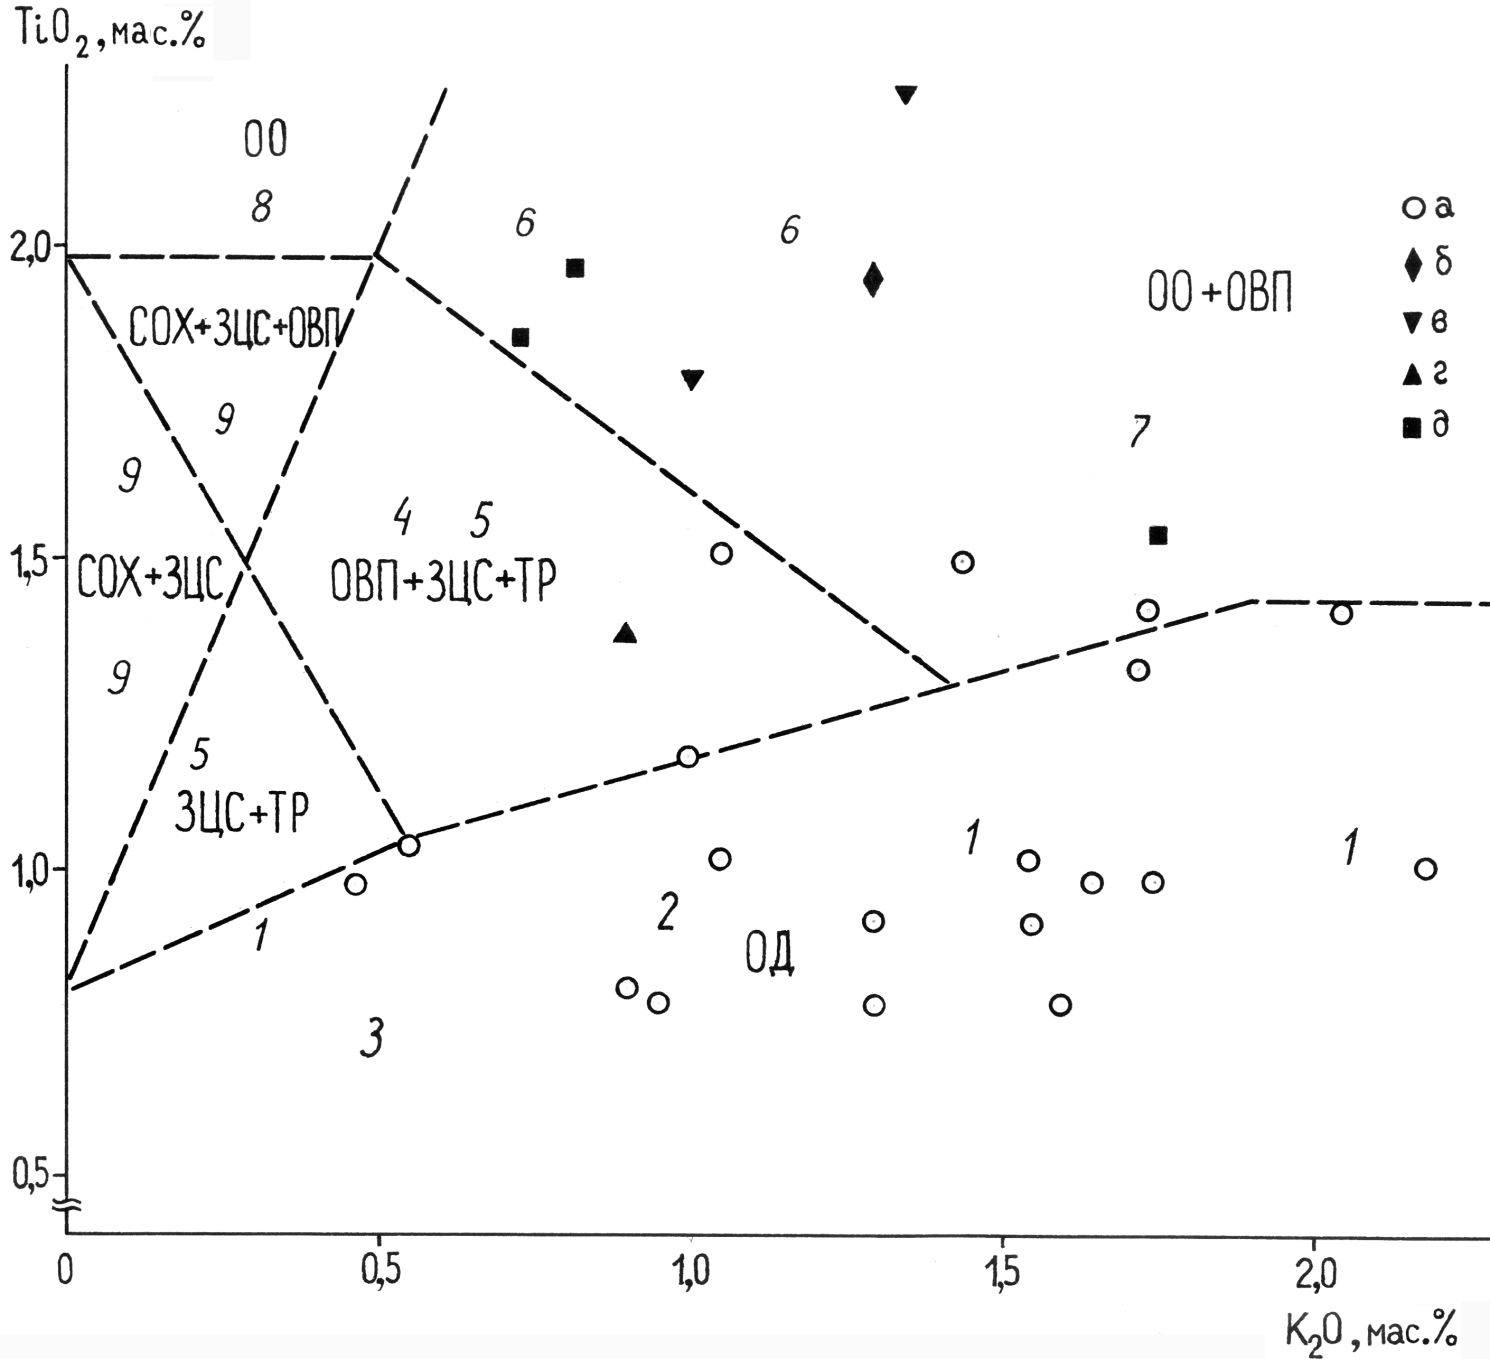 TiO₂, мас.%
ОО
8
6
6
а
2,0
б
ОО+ОВП
СОХ+ЗЦС+ОВП
в
г
9
7
д
9
4 5
1,5
СОХ+ЗЦС
ОВП+ЗЦС+ТР
9
5
ЗЦС+ТР
1
1
1,0
2
1
ОД
3
0,5
0
0,5
1,0
1,5
2,0
K₂O, мас.%